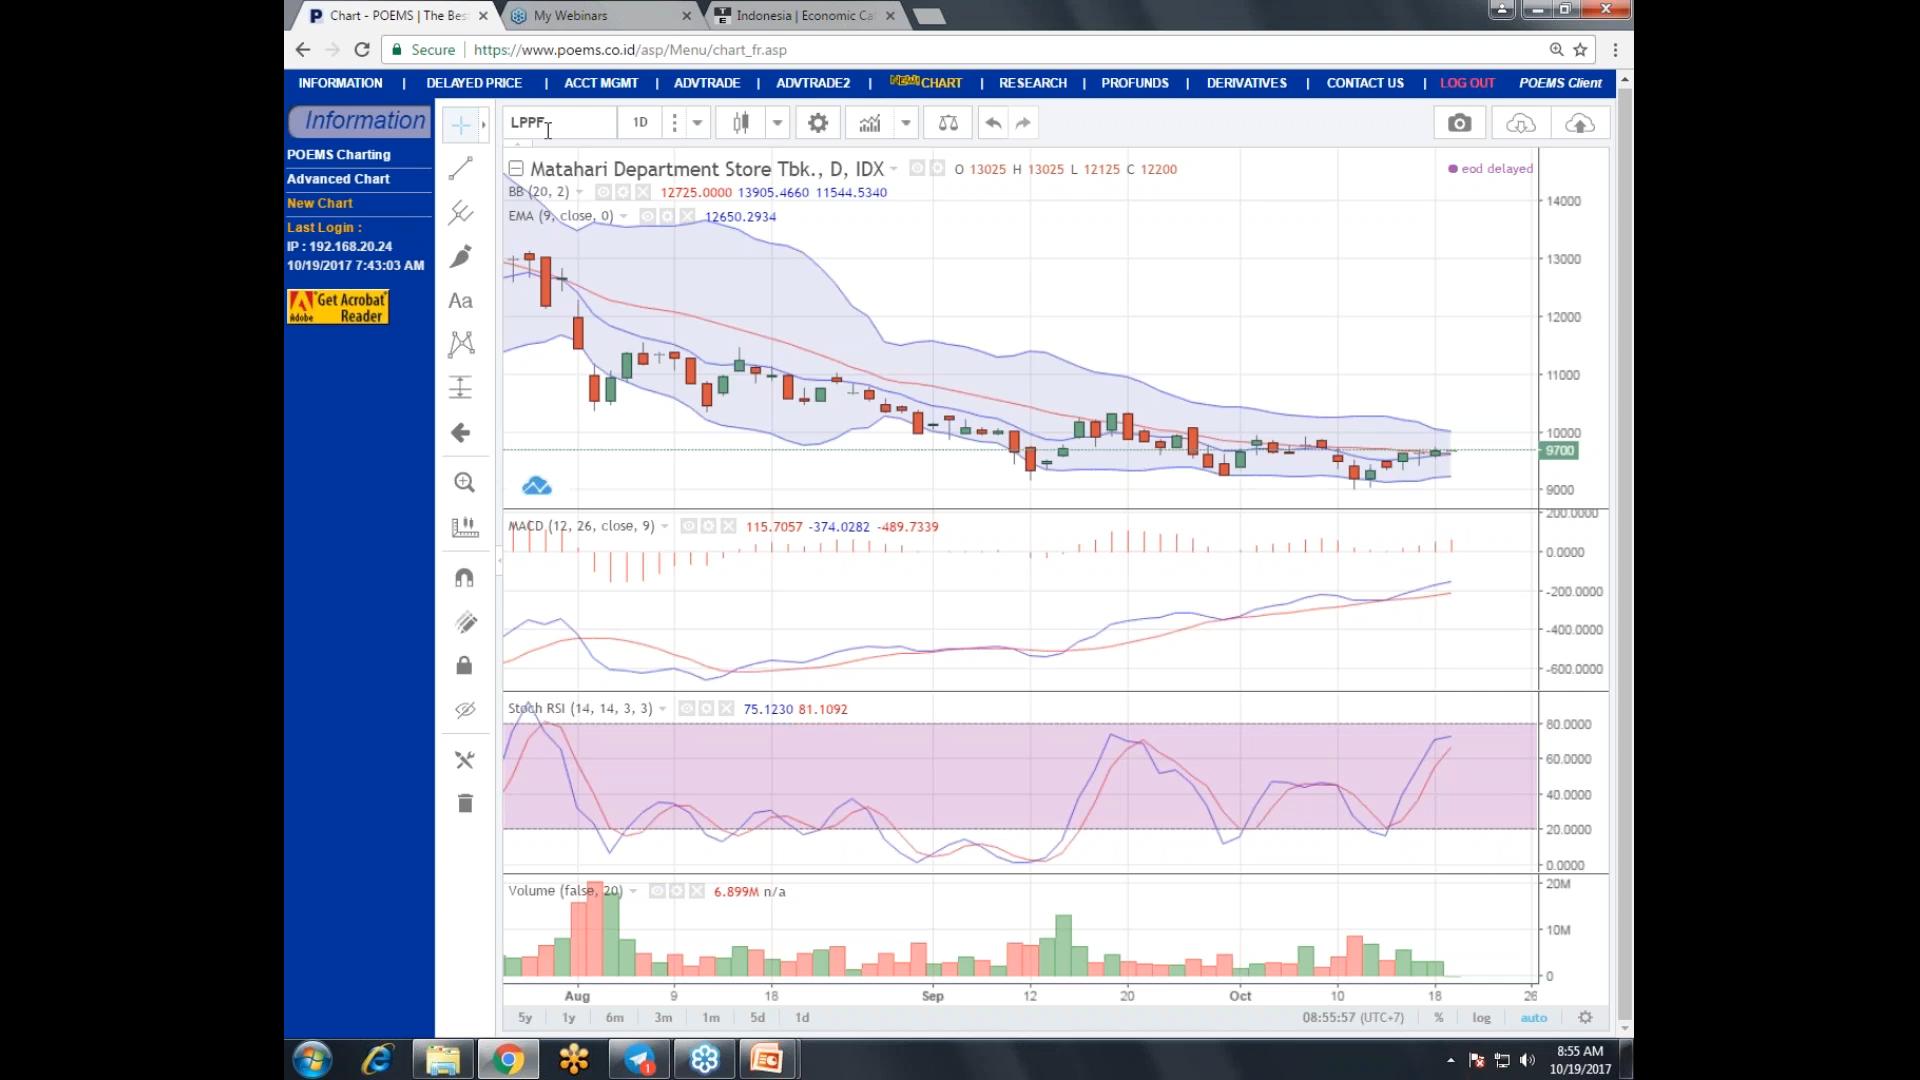 Chart - POEMS | The Bes
My Webinars
Indonesia | Economic Ca
Secure | https://www.poems.co.id/asp/Menu/chart_fr.asp
INFORMATION | DELAYED PRICE | ACCT MGMT | ADVTRADE | ADVTRADE2 | NEW! CHART | RESEARCH | PROFUNDS | DERIVATIVES | CONTACT US | LOG OUT POEMS Client
Information
POEMS Charting
Advanced Chart
New Chart
Last Login :
IP : 192.168.20.24
10/19/2017 7:43:03 AM
Get Acrobat
Adobe Reader
Aa
LPPF 1D
Matahari Department Store Tbk., D, IDX O 13025 H 13025 L 12125 C 12200 eod delayed
BB (20, 2) 12725.0000 13905.4660 11544.5340
EMA (9, close, 0) 12650.2934
14000
13000
12000
11000
10000
9700
9000
MACD (12, 26, close, 9) 115.7057 -374.0282 -489.7339
200.0000
0.0000
-200.0000
-400.0000
-600.0000
Stoch RSI (14, 14, 3, 3) 75.1230 81.1092
80.0000
60.0000
40.0000
20.0000
0.0000
Volume (false, 20) 6.899M n/a
20M
10M
0
Aug 9 18 Sep 12 20 Oct 10 18 26
5y 1y 6m 3m 1m 5d 1d 08:55:57 (UTC+7) % log auto
1
8:55 AM
10/19/2017